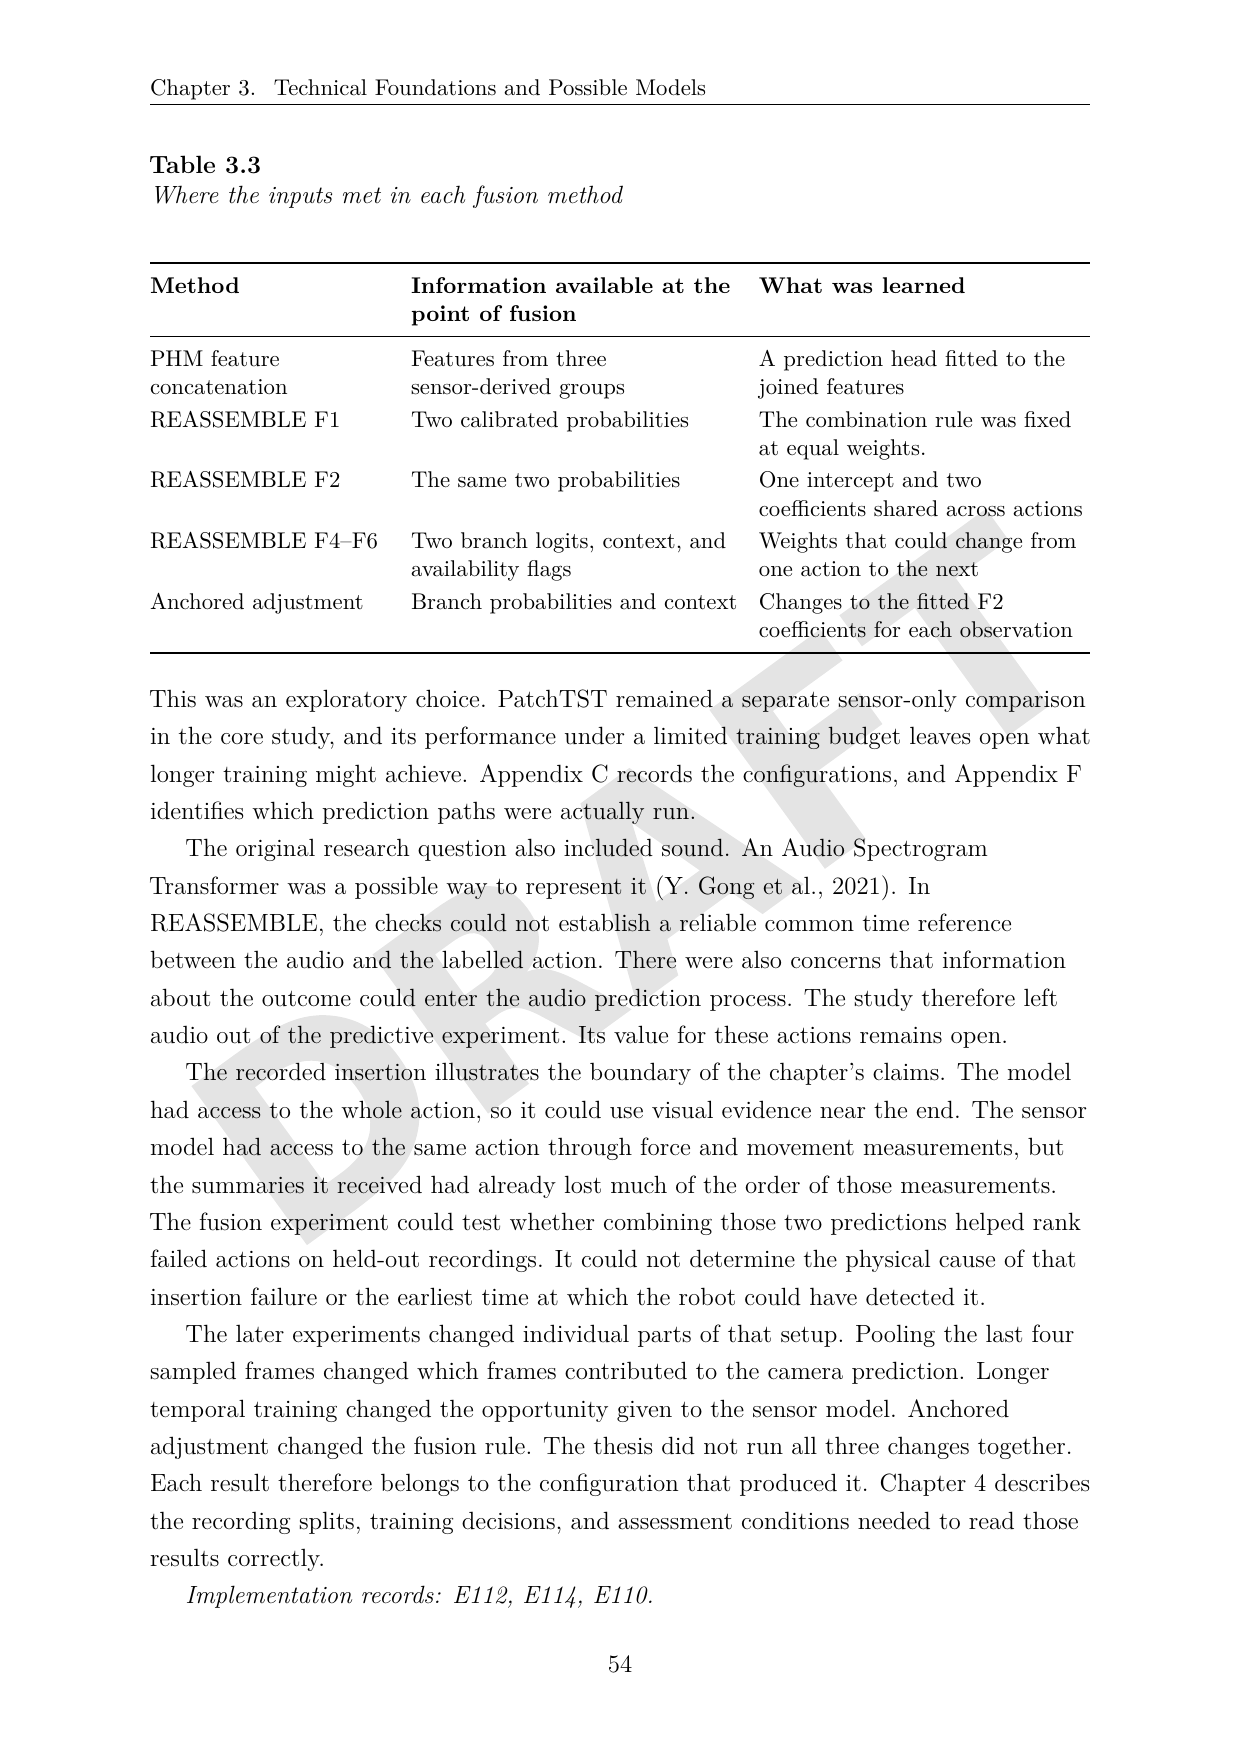 Chapter 3. Technical Foundations and Possible Models
Table 3.3
Where the inputs met in each fusion method
Method Information available at the What was learned
point of fusion
PHM feature Features from three A prediction head fitted to the
concatenation sensor-derived groups joined features
REASSEMBLE F1 Two calibrated probabilities The combination rule was fixed
at equal weights.
REASSEMBLE F2 The same two probabilities One intercept and two
coefficients shared across actions
REASSEMBLE F4–F6 Two branch logits, context, and Weights that could change from
availability flags one action to the next
Anchored adjustment Branch probabilities and context Changes to the fitted F2
coefficients for each observation
This was an exploratory choice. PatchTST remained a separate sensor-only comparison
in the core study, and its performance under a limited training budget leaves open what
longer training might achieve. Appendix C records the configurations, and Appendix F
identifies which prediction paths were actually run.
The original research question also included sound. An Audio Spectrogram
Transformer was a possible way to represent it (Y. Gong et al., 2021). In
REASSEMBLE, the checks could not establish a reliable common time reference
between the audio and the labelled action. There were also concerns that information
about the outcome could enter the audio prediction process. The study therefore left
audio out of the predictive experiment. Its value for these actions remains open.
The recorded insertion illustrates the boundary of the chapter's claims. The model
had access to the whole action, so it could use visual evidence near the end. The sensor
model had access to the same action through force and movement measurements, but
the summaries it received had already lost much of the order of those measurements.
The fusion experiment could test whether combining those two predictions helped rank
failed actions on held-out recordings. It could not determine the physical cause of that
insertion failure or the earliest time at which the robot could have detected it.
The later experiments changed individual parts of that setup. Pooling the last four
sampled frames changed which frames contributed to the camera prediction. Longer
temporal training changed the opportunity given to the sensor model. Anchored
adjustment changed the fusion rule. The thesis did not run all three changes together.
Each result therefore belongs to the configuration that produced it. Chapter 4 describes
the recording splits, training decisions, and assessment conditions needed to read those
results correctly.
Implementation records: E112, E114, E110.
54
DRAFT